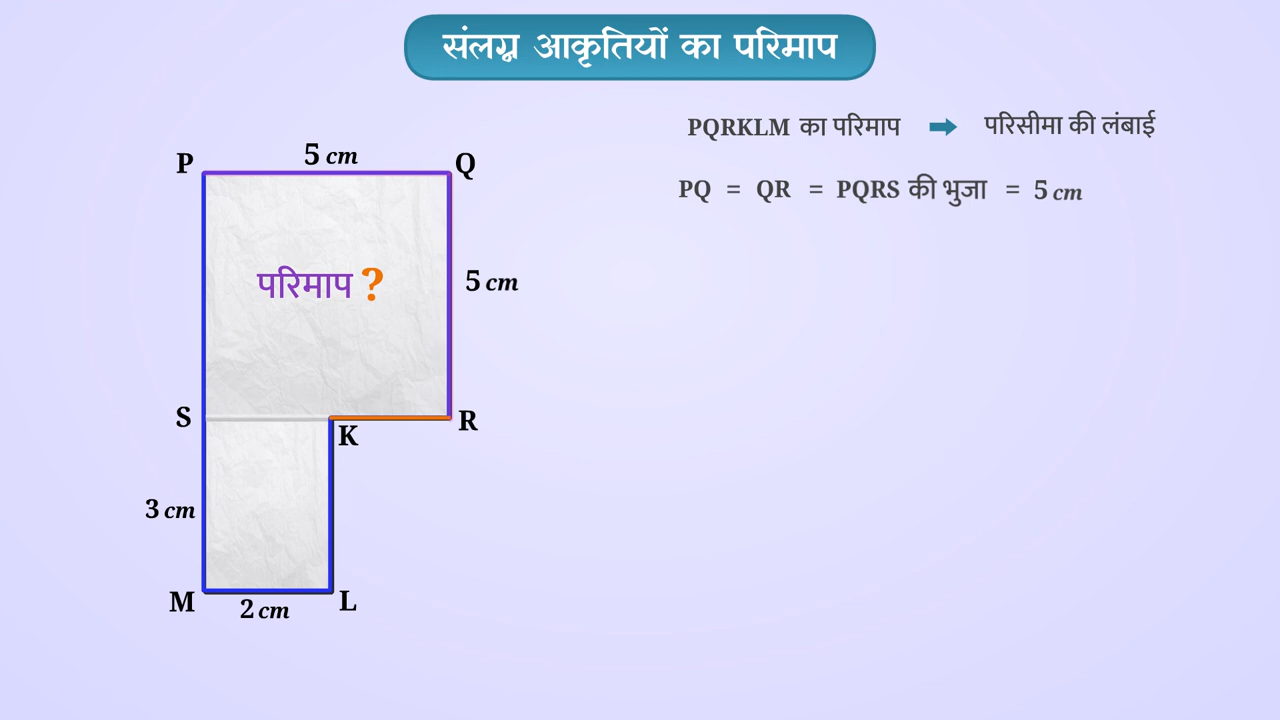 संलग्न आकृतियों का परिमाप
PQRKLM का परिमाप ➡ परिसीमा की लंबाई
PQ = QR = PQRS की भुजा = 5 cm
P
5 cm
Q
परिमाप ?
5 cm
S
K
R
3 cm
M
2 cm
L